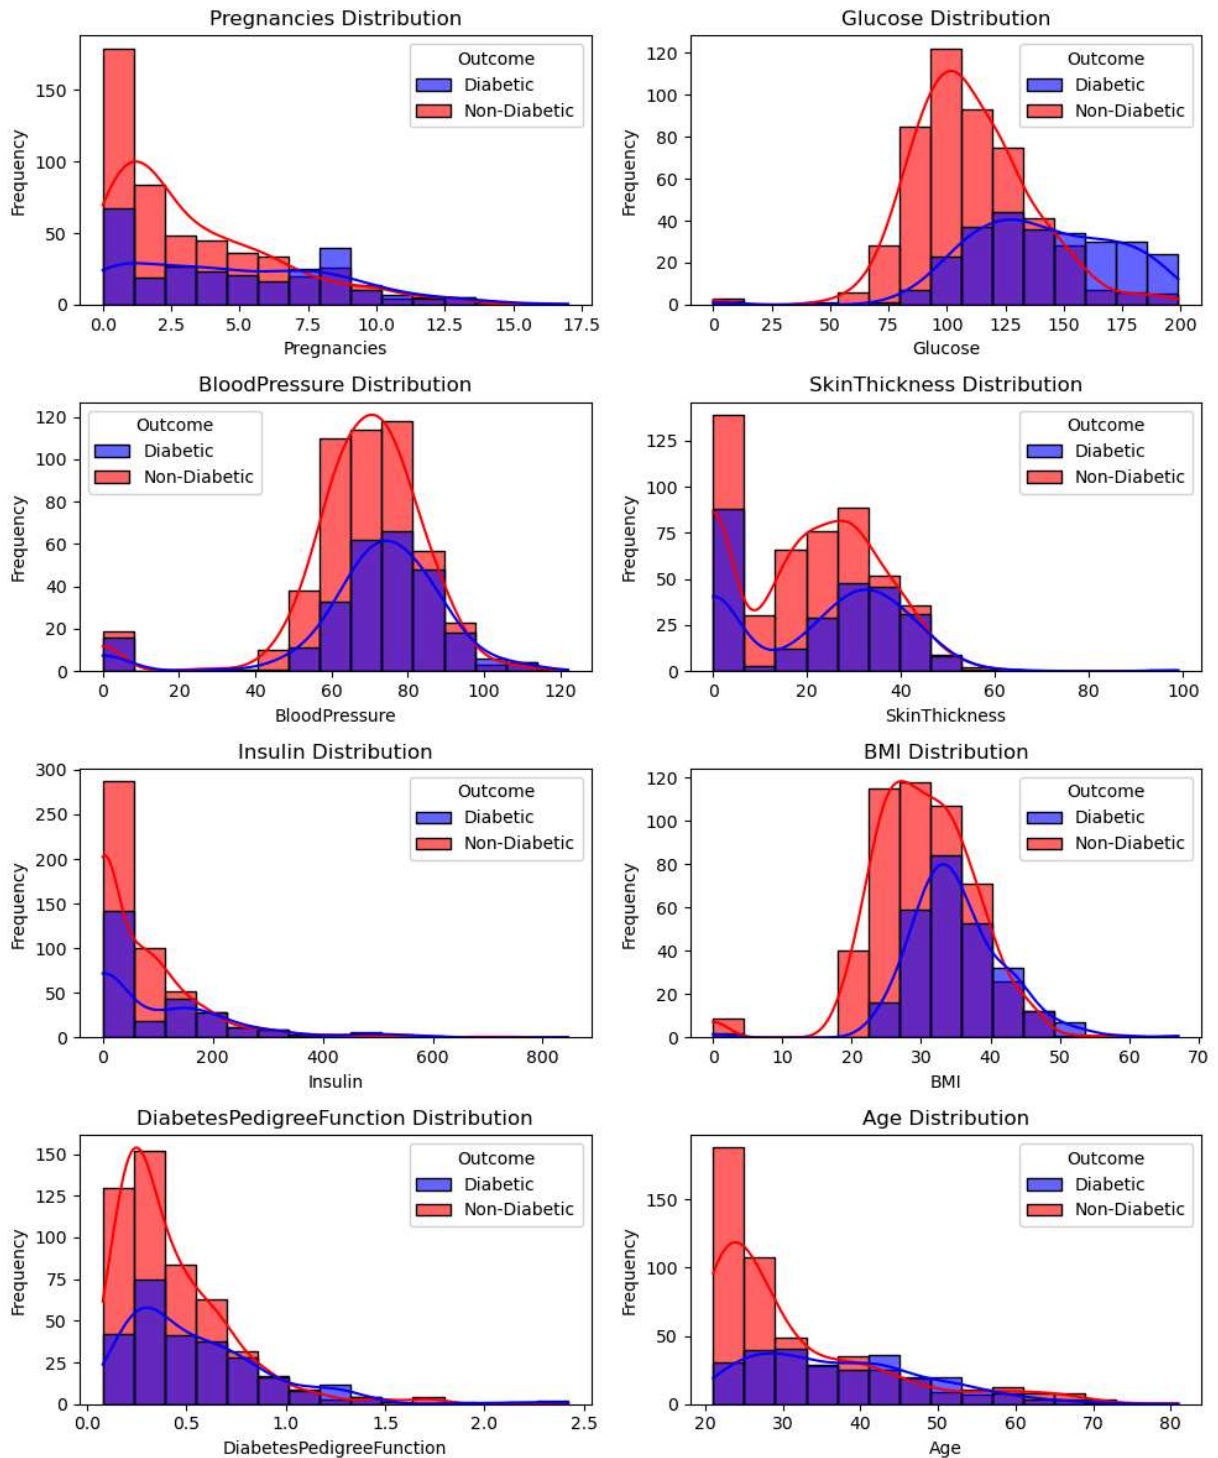 Pregnancies Distribution
Frequency
150
100
50
0
0.0 2.5 5.0 7.5 10.0 12.5 15.0 17.5
Pregnancies
Outcome
Diabetic
Non-Diabetic
Glucose Distribution
Frequency
120
100
80
60
40
20
0
0 25 50 75 100 125 150 175 200
Glucose
Outcome
Diabetic
Non-Diabetic
BloodPressure Distribution
Frequency
120
100
80
60
40
20
0
0 20 40 60 80 100 120
BloodPressure
Outcome
Diabetic
Non-Diabetic
SkinThickness Distribution
Frequency
125
100
75
50
25
0
0 20 40 60 80 100
SkinThickness
Outcome
Diabetic
Non-Diabetic
Insulin Distribution
Frequency
300
250
200
150
100
50
0
0 200 400 600 800
Insulin
Outcome
Diabetic
Non-Diabetic
BMI Distribution
Frequency
120
100
80
60
40
20
0
0 10 20 30 40 50 60 70
BMI
Outcome
Diabetic
Non-Diabetic
DiabetesPedigreeFunction Distribution
Frequency
150
125
100
75
50
25
0
0.0 0.5 1.0 1.5 2.0 2.5
DiabetesPedigreeFunction
Outcome
Diabetic
Non-Diabetic
Age Distribution
Frequency
150
100
50
0
20 30 40 50 60 70 80
Age
Outcome
Diabetic
Non-Diabetic